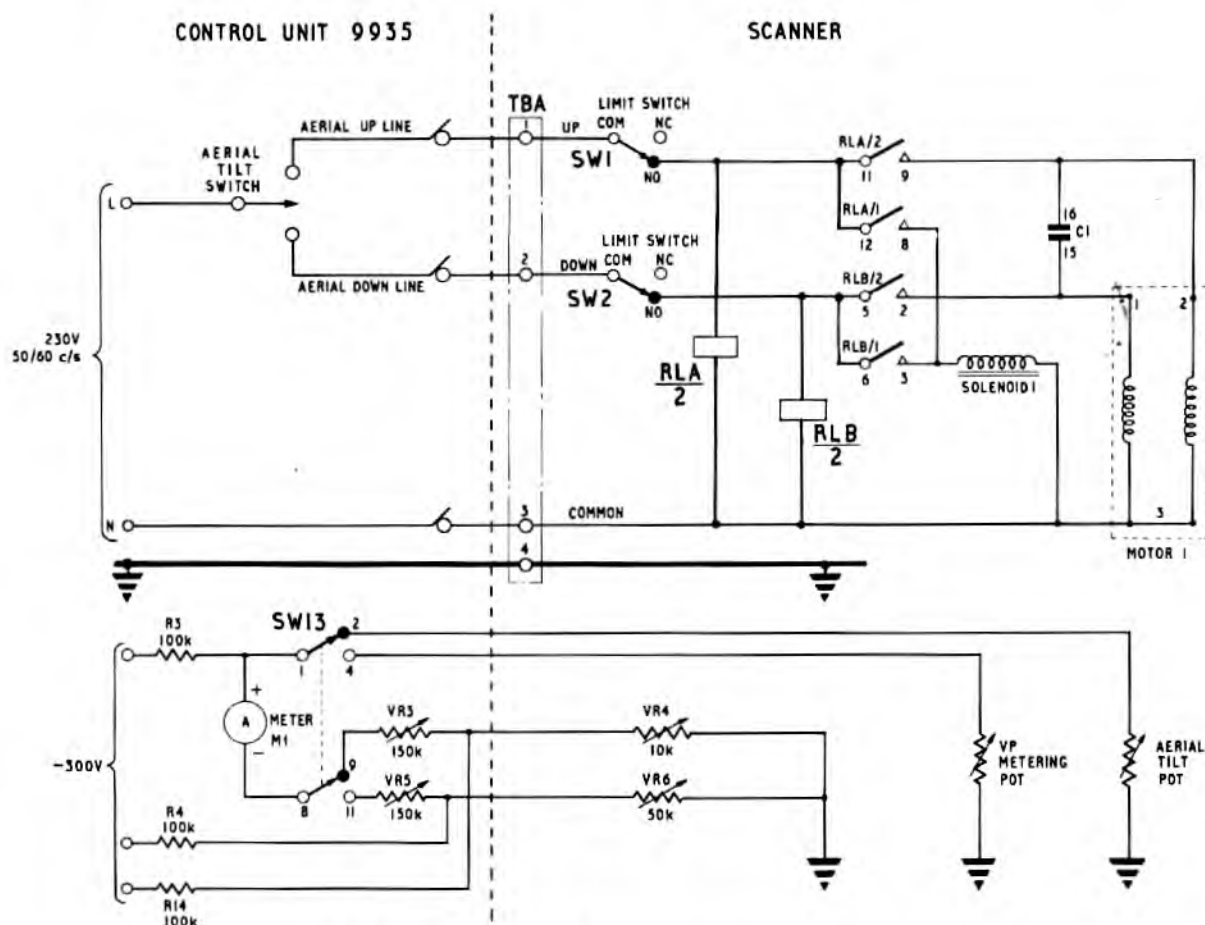 CONTROL UNIT 9935
SCANNER
TBA
LIMIT SWITCH
COM NC
AERIAL UP LINE
1
UP
SW1
NO
AERIAL
TILT
SWITCH
L
RLA/2
11 9
RLA/1
12 8
16
C1
15
LIMIT SWITCH
COM NC
AERIAL DOWN LINE
2
DOWN
SW2
NO
RLB/2
5 2
RLB/1
6 3
SOLENOID 1
1 2
230V
50/60 c/s
RLA
2
RLB
2
N
3
COMMON
3
4
MOTOR 1
SW13
R3
100k
2
1 4
+
A
METER
M1
−
VR3
150k
VR4
10k
9
8 11
VR5
150k
VR6
50k
VP
METERING
POT
AERIAL
TILT
POT
-300V
R4
100k
R14
100k